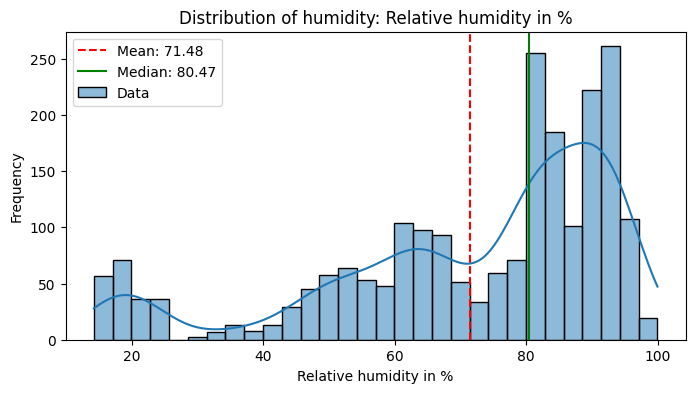 Distribution of humidity: Relative humidity in %
Mean: 71.48
Median: 80.47
Data
Frequency
250
200
150
100
50
0
20
40
60
80
100
Relative humidity in %